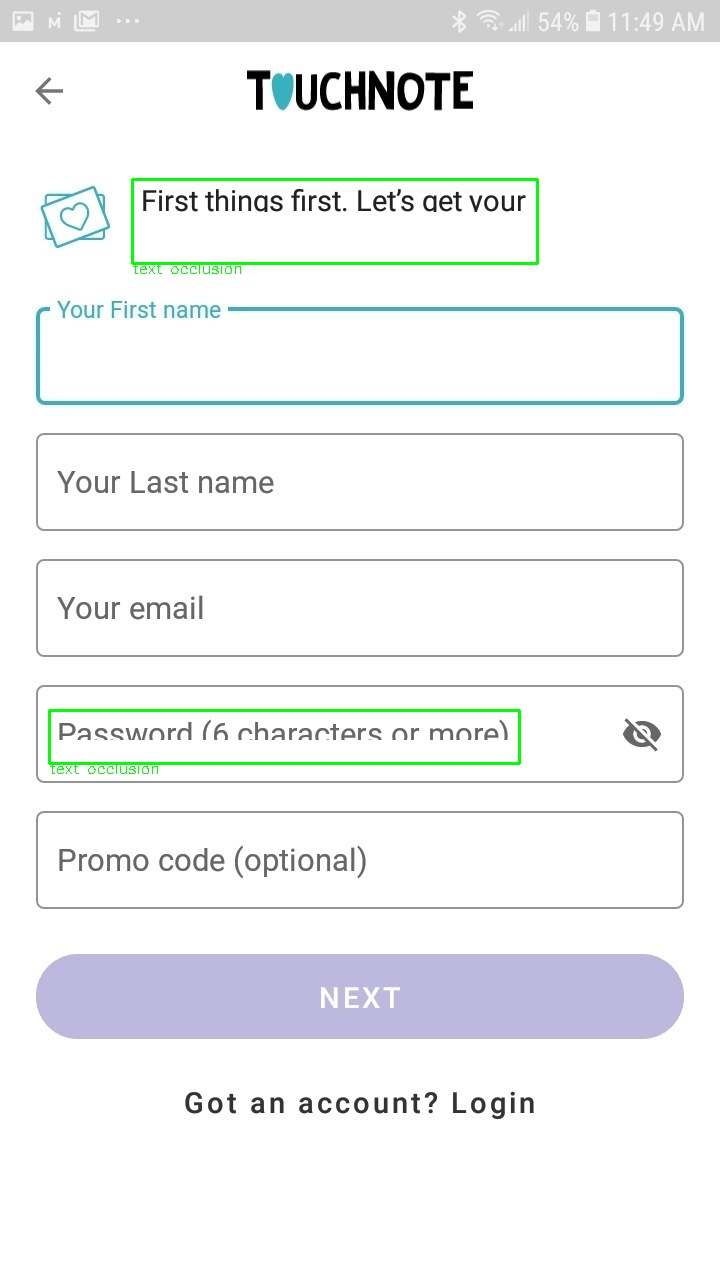 54% 11:49 AM
TOUCHNOTE
First things first. Let's get your
text occlusion
Your First name
Your Last name
Your email
Password (6 characters or more)
text occlusion
Promo code (optional)
NEXT
Got an account? Login